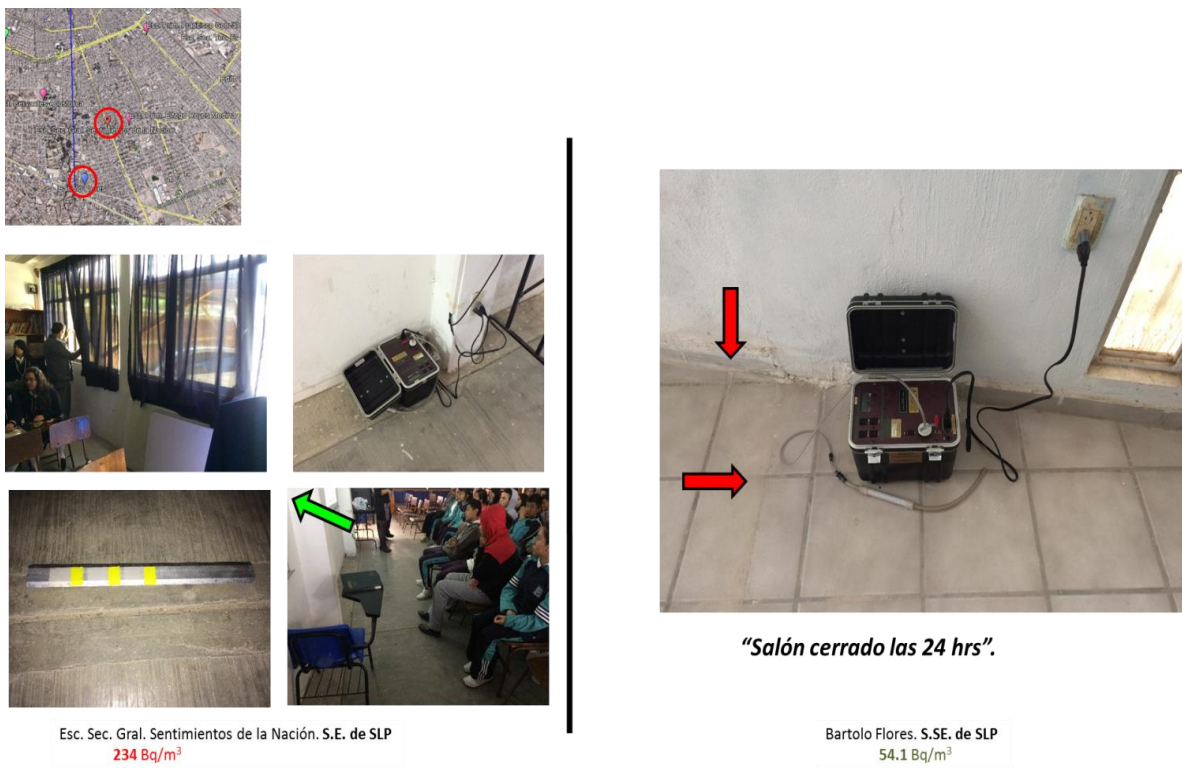 “Salón cerrado las 24 hrs”.
Esc. Sec. Gral. Sentimientos de la Nación. S.E. de SLP
234 Bq/m³
Bartolo Flores. S.SE. de SLP
54.1 Bq/m³